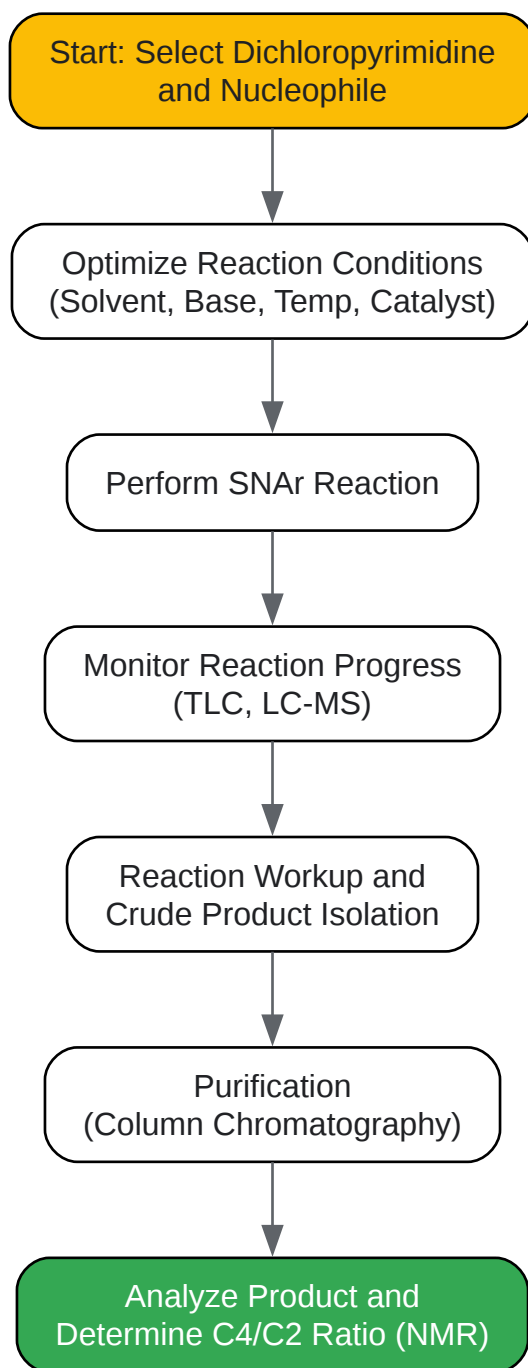 Start: Select Dichloropyrimidine
and Nucleophile
Optimize Reaction Conditions
(Solvent, Base, Temp, Catalyst)
Perform SNAr Reaction
Monitor Reaction Progress
(TLC, LC-MS)
Reaction Workup and
Crude Product Isolation
Purification
(Column Chromatography)
Analyze Product and
Determine C4/C2 Ratio (NMR)